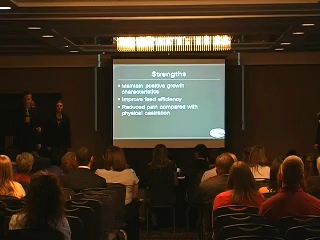 Strengths
• Maintain positive growth
characteristics
• Improve feed efficiency
• Reduced pain compared with
physical castration